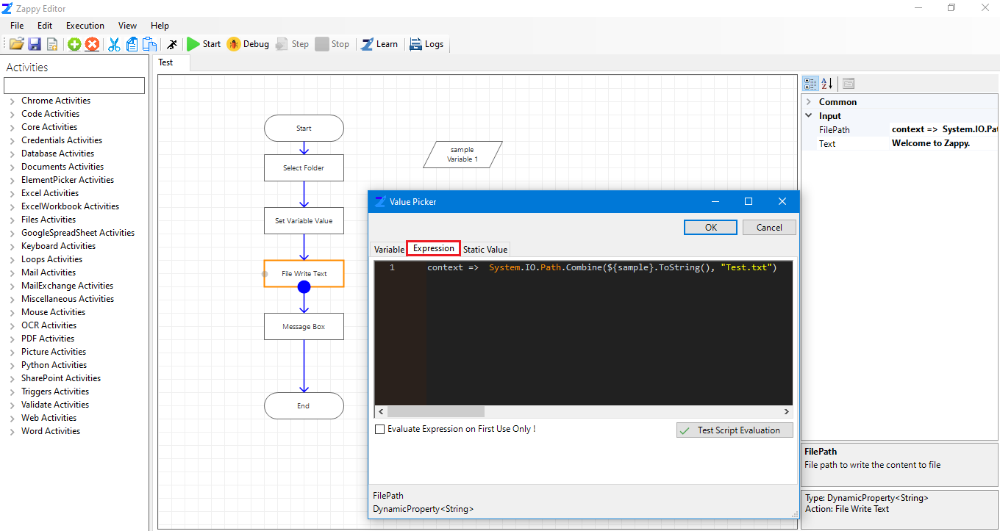 Zappy Editor
File Edit Execution View Help
Start Debug Step Stop Learn Logs
Activities
Chrome Activities
Code Activities
Core Activities
Credentials Activities
Database Activities
Documents Activities
ElementPicker Activities
Excel Activities
ExcelWorkbook Activities
Files Activities
GoogleSpreadSheet Activities
Keyboard Activities
Loops Activities
Mail Activities
MailExchange Activities
Miscellaneous Activities
Mouse Activities
OCR Activities
PDF Activities
Picture Activities
Python Activities
SharePoint Activities
Triggers Activities
Validate Activities
Web Activities
Word Activities
Test
Start
Select Folder
Set Variable Value
File Write Text
Message Box
End
sample
Variable 1
Value Picker
OK Cancel
Variable Expression Static Value
1 context => System.IO.Path.Combine(${sample}.ToString(), "Test.txt")
Evaluate Expression on First Use Only !
Test Script Evaluation
FilePath
DynamicProperty<String>
Common
Input
FilePath context => System.IO.Pat
Text Welcome to Zappy.
FilePath
File path to write the content to file
Type: DynamicProperty<String>
Action: File Write Text